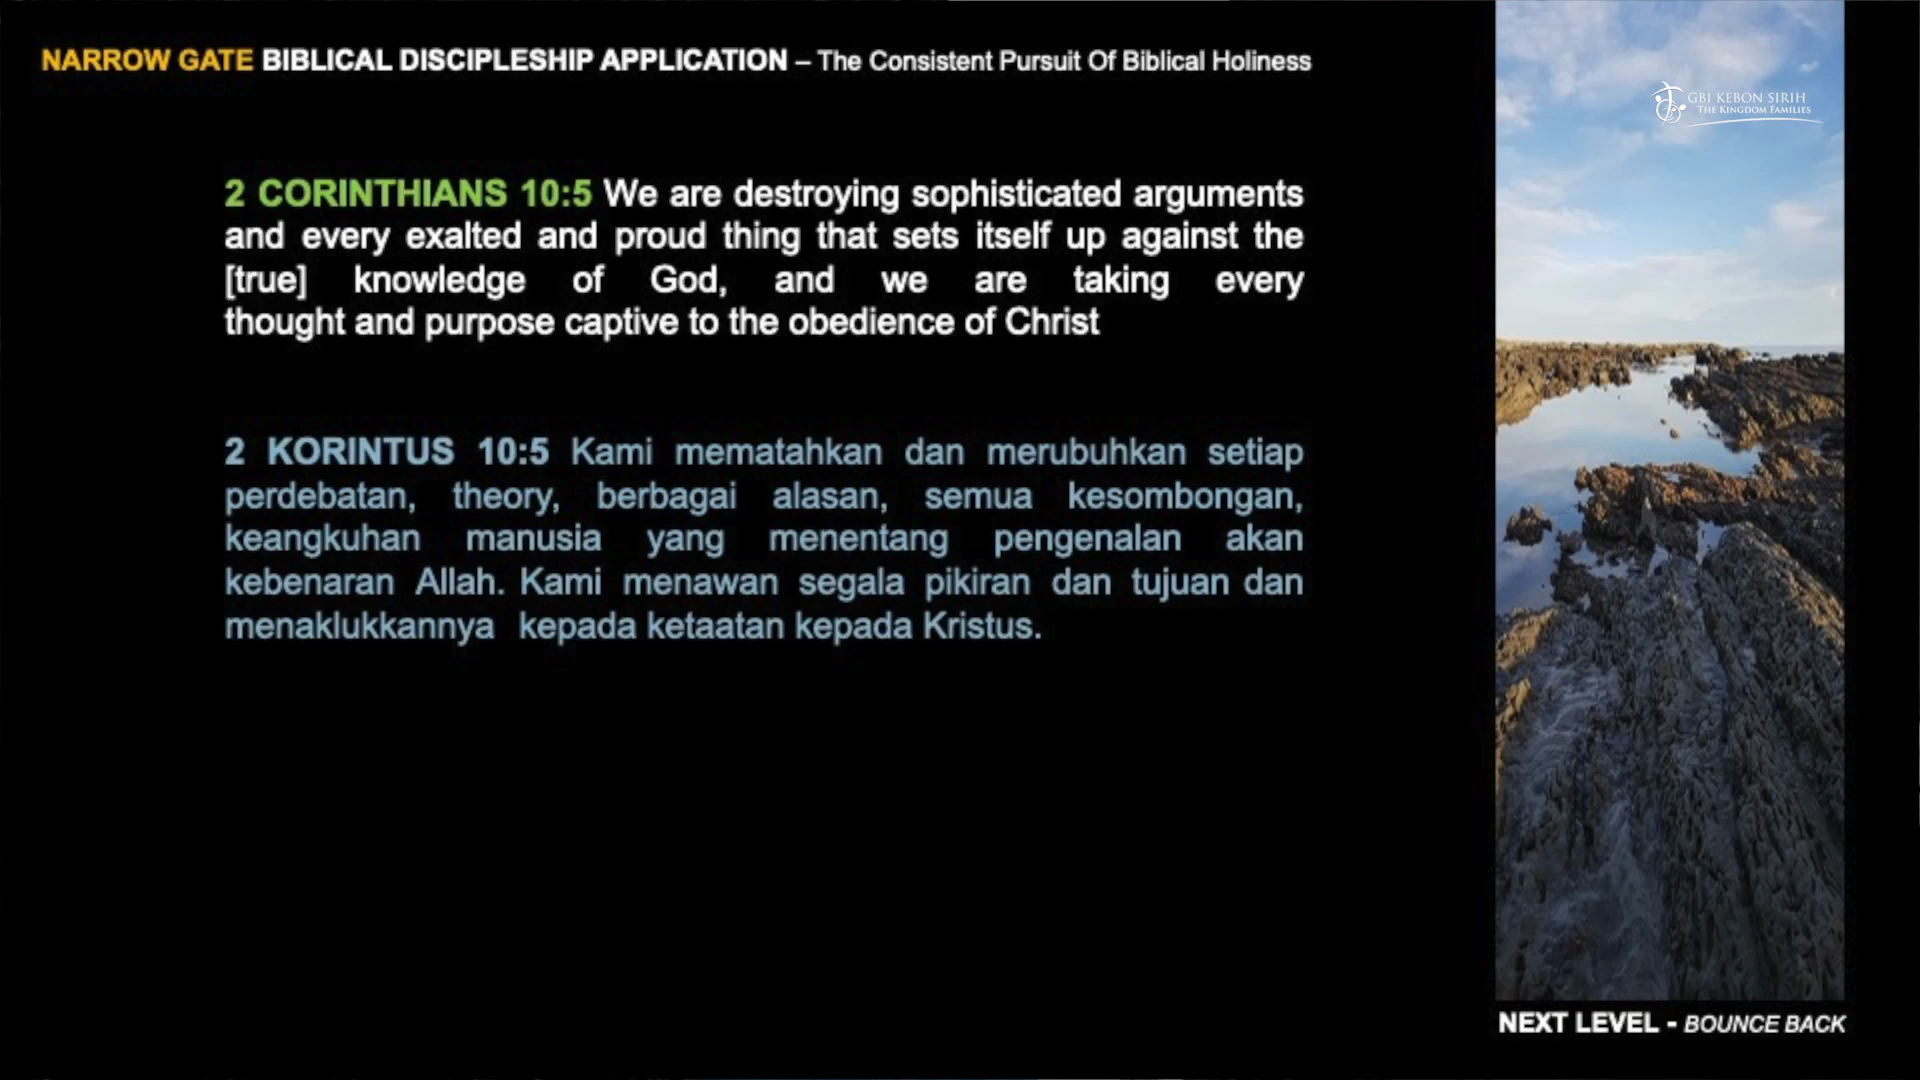 NARROW GATE BIBLICAL DISCIPLESHIP APPLICATION – The Consistent Pursuit Of Biblical Holiness
GBI KEBON SIRIH
THE KINGDOM FAMILIES
2 CORINTHIANS 10:5 We are destroying sophisticated arguments
and every exalted and proud thing that sets itself up against the
[true] knowledge of God, and we are taking every
thought and purpose captive to the obedience of Christ
2 KORINTUS 10:5 Kami mematahkan dan merubuhkan setiap
perdebatan, theory, berbagai alasan, semua kesombongan,
keangkuhan manusia yang menentang pengenalan akan
kebenaran Allah. Kami menawan segala pikiran dan tujuan dan
menaklukkannya kepada ketaatan kepada Kristus.
NEXT LEVEL - BOUNCE BACK